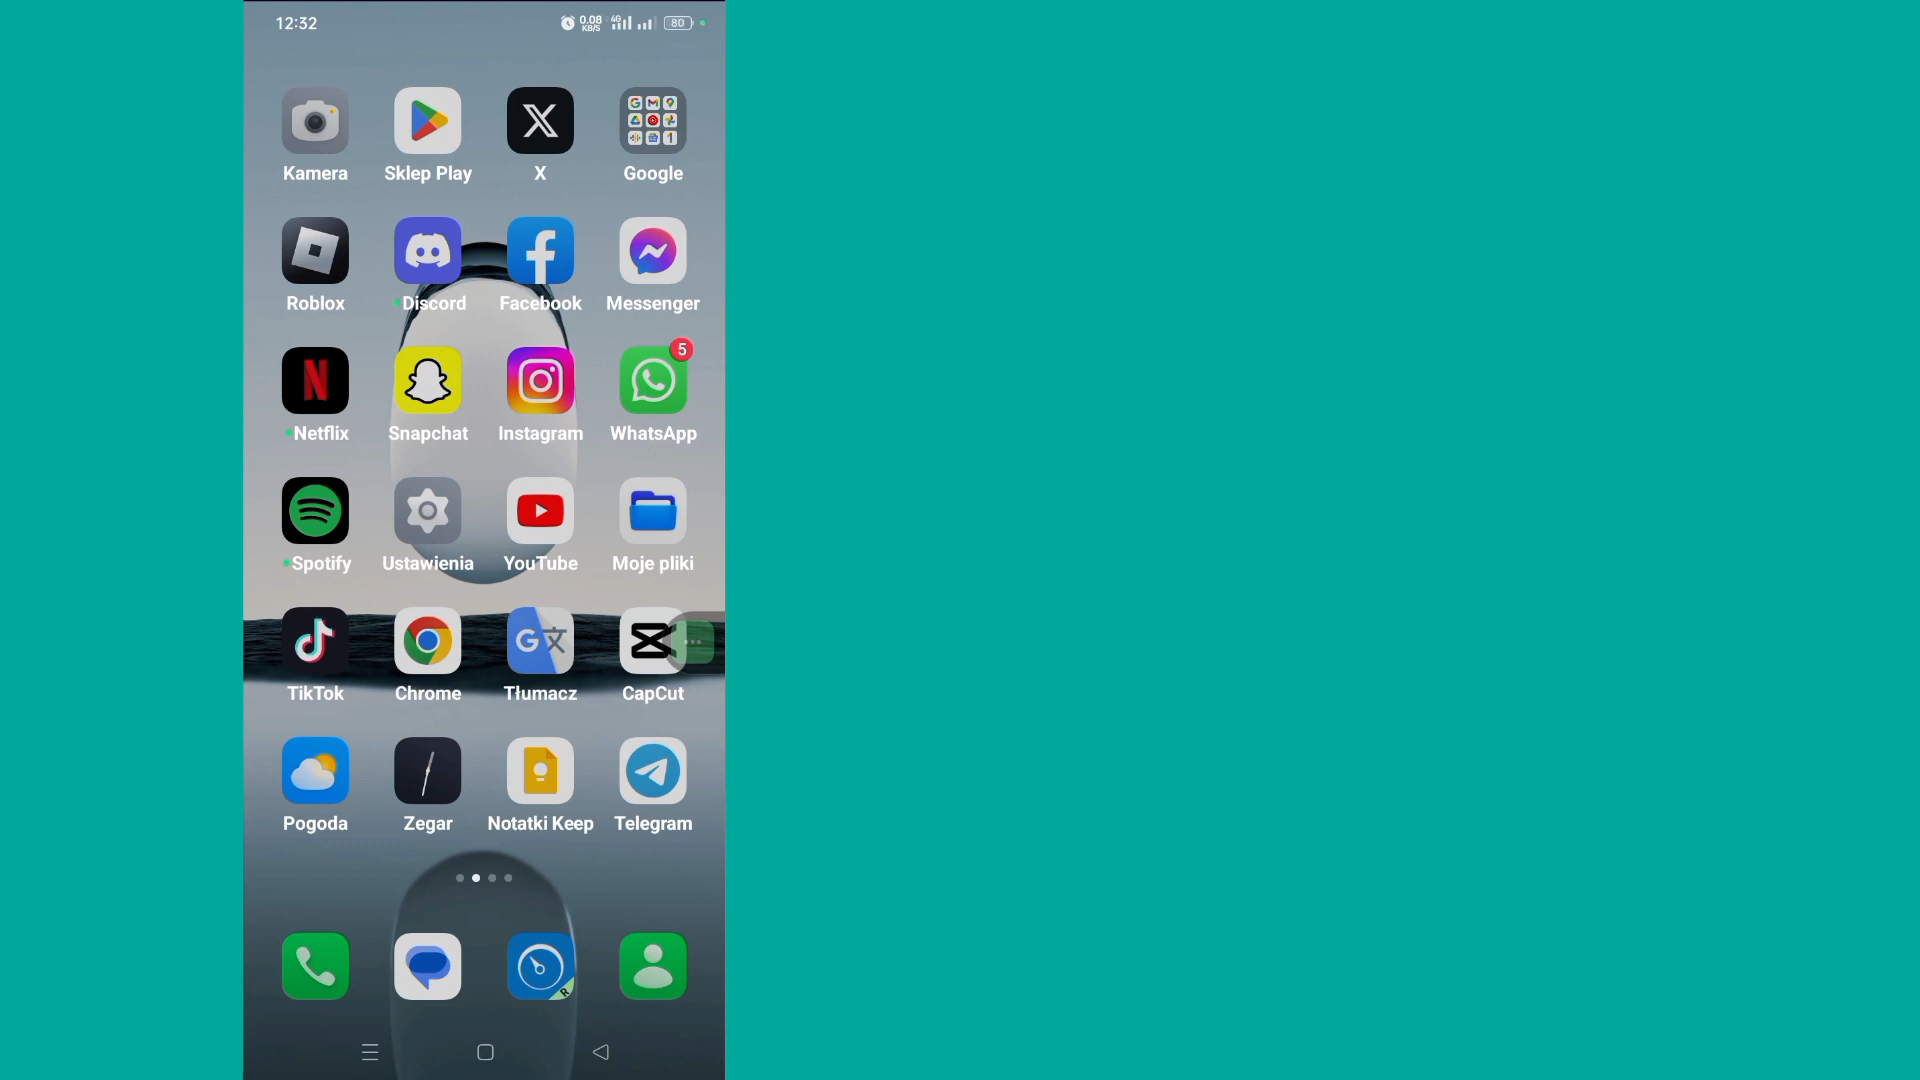 12:32
0.08
KB/S
4G
80
Kamera
Sklep Play
X
Google
Roblox
Discord
Facebook
Messenger
5
Netflix
Snapchat
Instagram
WhatsApp
Spotify
Ustawienia
YouTube
Moje pliki
TikTok
Chrome
Tłumacz
CapCut
Pogoda
Zegar
Notatki Keep
Telegram
R